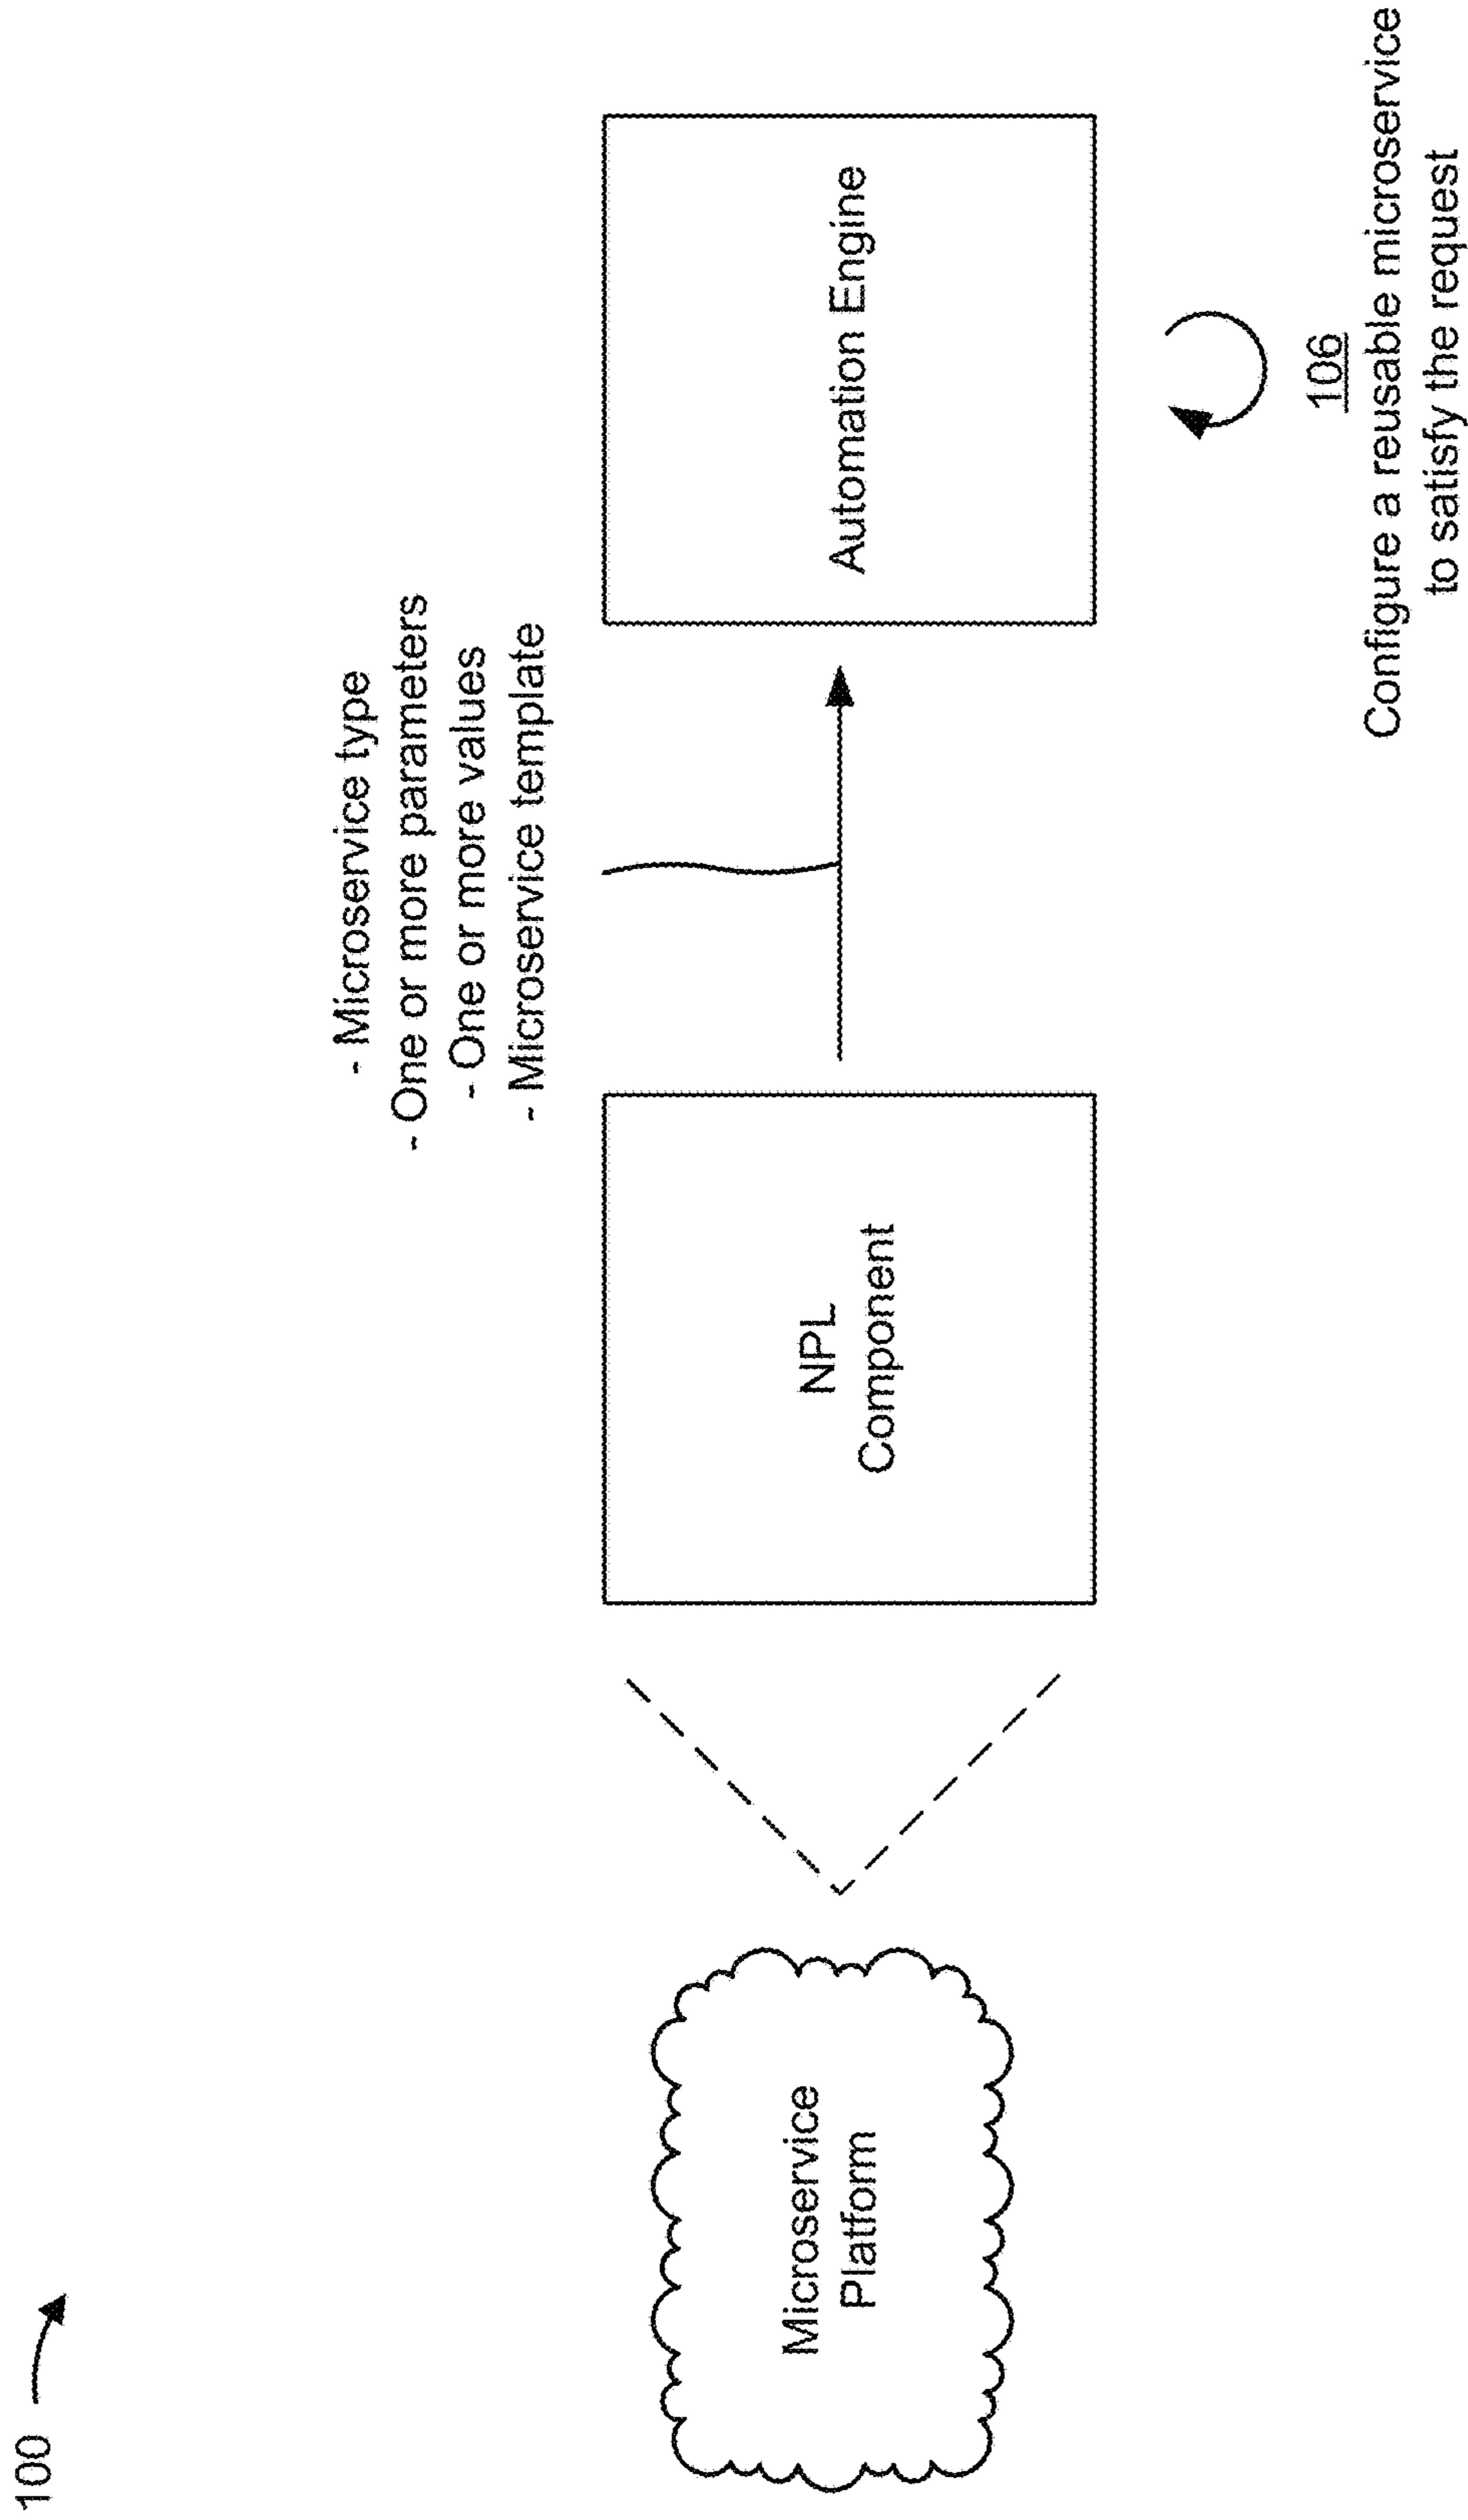 100
- Microservice type
- One or more parameters
- One or more values
- Microservice template
Microservice
Platform
NPL
Component
Automation Engine
106
Configure a reusable microservice
to satisfy the request